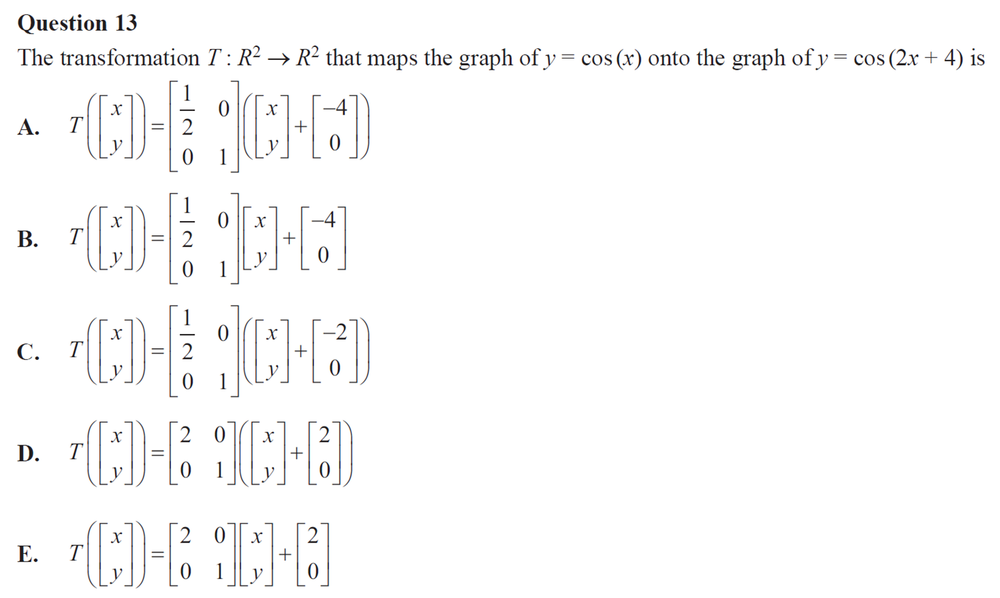 Question 13
The transformation T : R² → R² that maps the graph of y = cos (x) onto the graph of y = cos (2x + 4) is
A. T([x y]) = [1/2 0 0 1]([x y] + [−4 0])
B. T([x y]) = [1/2 0 0 1][x y] + [−4 0]
C. T([x y]) = [1/2 0 0 1]([x y] + [−2 0])
D. T([x y]) = [2 0 0 1]([x y] + [2 0])
E. T([x y]) = [2 0 0 1][x y] + [2 0]